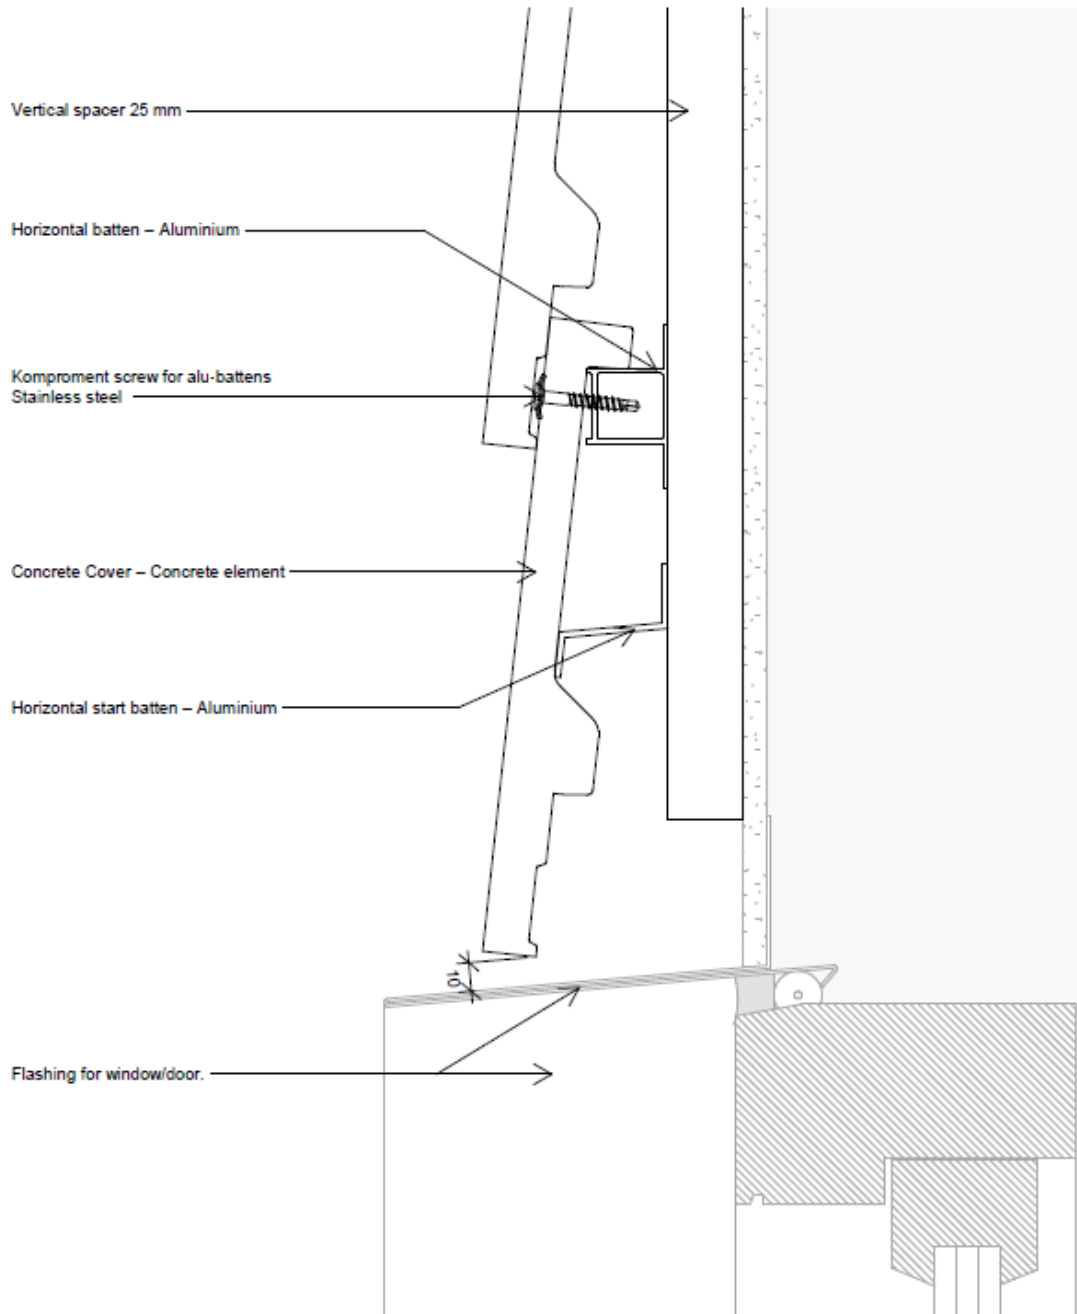 Vertical spacer 25 mm
Horizontal batten – Aluminium
Komproment screw for alu-battens
Stainless steel
Concrete Cover – Concrete element
Horizontal start batten – Aluminium
10
Flashing for window/door.